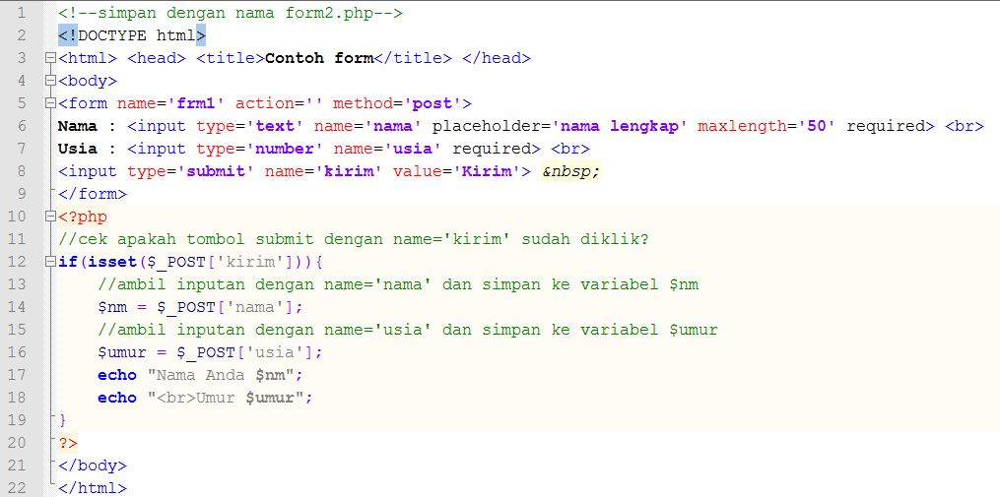 1 <!--simpan dengan nama form2.php-->
2 <!DOCTYPE html>
3 <html> <head> <title>Contoh form</title> </head>
4 <body>
5 <form name='frm1' action='' method='post'>
6 Nama : <input type='text' name='nama' placeholder='nama lengkap' maxlength='50' required> <br>
7 Usia : <input type='number' name='usia' required> <br>
8 <input type='submit' name='kirim' value='Kirim'> &nbsp;
9 </form>
10 <?php
11 //cek apakah tombol submit dengan name='kirim' sudah diklik?
12 if(isset($_POST['kirim'])){
13     //ambil inputan dengan name='nama' dan simpan ke variabel $nm
14     $nm = $_POST['nama'];
15     //ambil inputan dengan name='usia' dan simpan ke variabel $umur
16     $umur = $_POST['usia'];
17     echo "Nama Anda $nm";
18     echo "<br>Umur $umur";
19 }
20 ?>
21 </body>
22 </html>